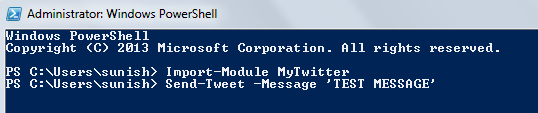 Administrator: Windows PowerShell
Windows PowerShell
Copyright (C) 2013 Microsoft Corporation. All rights reserved.
PS C:\Users\sunish> Import-Module MyTwitter
PS C:\Users\sunish> Send-Tweet -Message 'TEST MESSAGE'